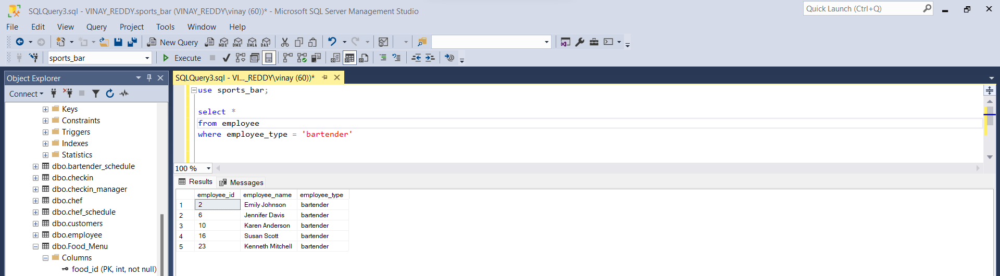 SQLQuery3.sql - VINAY_REDDY.sports_bar (VINAY_REDDY\vinay (60))* - Microsoft SQL Server Management Studio
Quick Launch (Ctrl+Q)
File Edit View Query Project Tools Window Help
New Query MDX DMX XMLA DAX
sports_bar Execute
Object Explorer
Connect
Keys
Constraints
Triggers
Indexes
Statistics
dbo.bartender_schedule
dbo.checkin
dbo.checkin_manager
dbo.chef
dbo.chef_schedule
dbo.customers
dbo.employee
dbo.Food_Menu
Columns
food_id (PK, int, not null)
SQLQuery3.sql - VI..._REDDY\vinay (60))*
use sports_bar;
select *
from employee
where employee_type = 'bartender'
100 %
Results Messages
employee_id employee_name employee_type
1 2 Emily Johnson bartender
2 6 Jennifer Davis bartender
3 10 Karen Anderson bartender
4 16 Susan Scott bartender
5 23 Kenneth Mitchell bartender